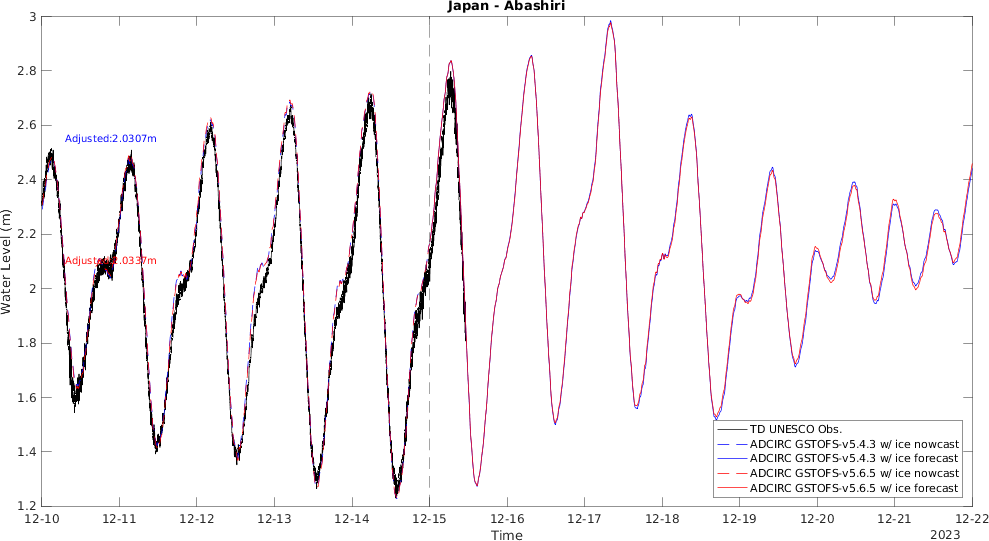 Japan - Abashiri
3
2.8
2.6
2.4
2.2
2
1.8
1.6
1.4
1.2
Water Level (m)
Adjusted:2.0307m
Adjusted:2.0337m
TD UNESCO Obs.
ADCIRC GSTOFS-v5.4.3 w/ ice nowcast
ADCIRC GSTOFS-v5.4.3 w/ ice forecast
ADCIRC GSTOFS-v5.6.5 w/ ice nowcast
ADCIRC GSTOFS-v5.6.5 w/ ice forecast
12-10 12-11 12-12 12-13 12-14 12-15 12-16 12-17 12-18 12-19 12-20 12-21 12-22
Time
2023